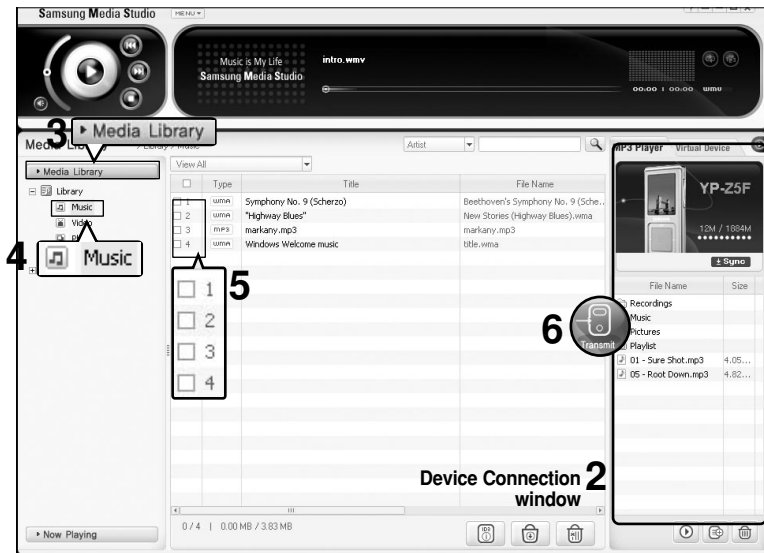 Samsung Media Studio
MENU
Music is My Life
Samsung Media Studio
intro.wmv
00:00 | 00:00 wmv
3
Media Library
Artist
MP3 Player
Virtual Device
Media Library
View All
Library
Music
Video
4
Music
Type
Title
File Name
1
wma
Symphony No. 9 (Scherzo)
Beethoven's Symphony No. 9 (Sche..
2
wma
"Highway Blues"
New Stories (Highway Blues).wma
3
mp3
markany.mp3
markany.mp3
4
wma
Windows Welcome music
title.wma
5
1
2
3
4
YP-Z5F
12M / 1884M
Sync
File Name
Size
Recordings
Music
Pictures
Playlist
01 - Sure Shot.mp3
4.05...
05 - Root Down.mp3
4.82...
6
Transmit
Device Connection
window
2
0 / 4 | 0.00 MB / 3.83 MB
ID3
Now Playing